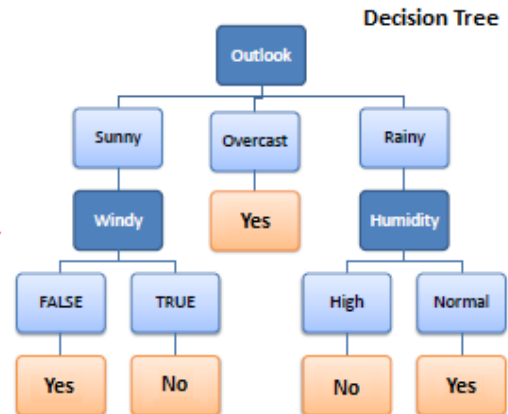 Decision Tree
Outlook
Sunny Overcast Rainy
Windy Yes Humidity
FALSE TRUE High Normal
Yes No No Yes